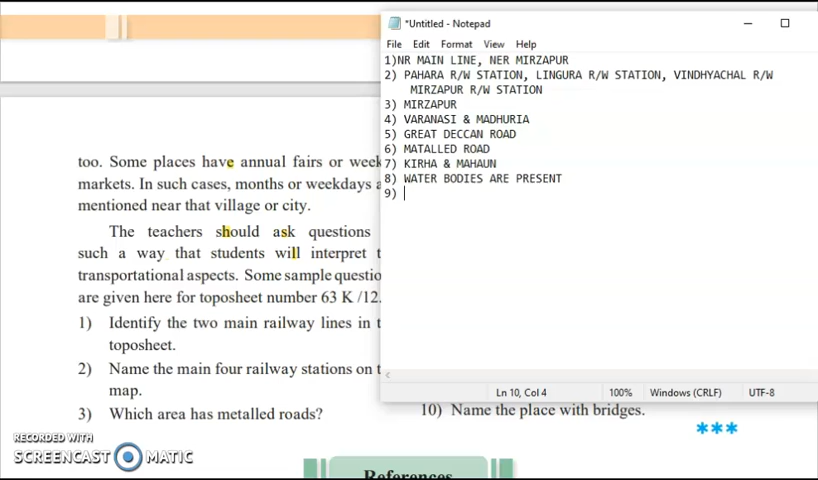 *Untitled - Notepad
File Edit Format View Help
1)NR MAIN LINE, NER MIRZAPUR
2) PAHARA R/W STATION, LINGURA R/W STATION, VINDHYACHAL R/W
MIRZAPUR R/W STATION
3) MIRZAPUR
4) VARANASI & MADHURIA
5) GREAT DECCAN ROAD
6) MATALLED ROAD
7) KIRHA & MAHAUN
8) WATER BODIES ARE PRESENT
9)
Ln 10, Col 4 100% Windows (CRLF) UTF-8
too. Some places have annual fairs or week
markets. In such cases, months or weekdays a
mentioned near that village or city.
The teachers should ask questions
such a way that students will interpret t
transportational aspects. Some sample questio
are given here for toposheet number 63 K /12.
1) Identify the two main railway lines in t
toposheet.
2) Name the main four railway stations on t
map.
3) Which area has metalled roads?
10) Name the place with bridges.
***
RECORDED WITH
SCREENCAST MATIC
References